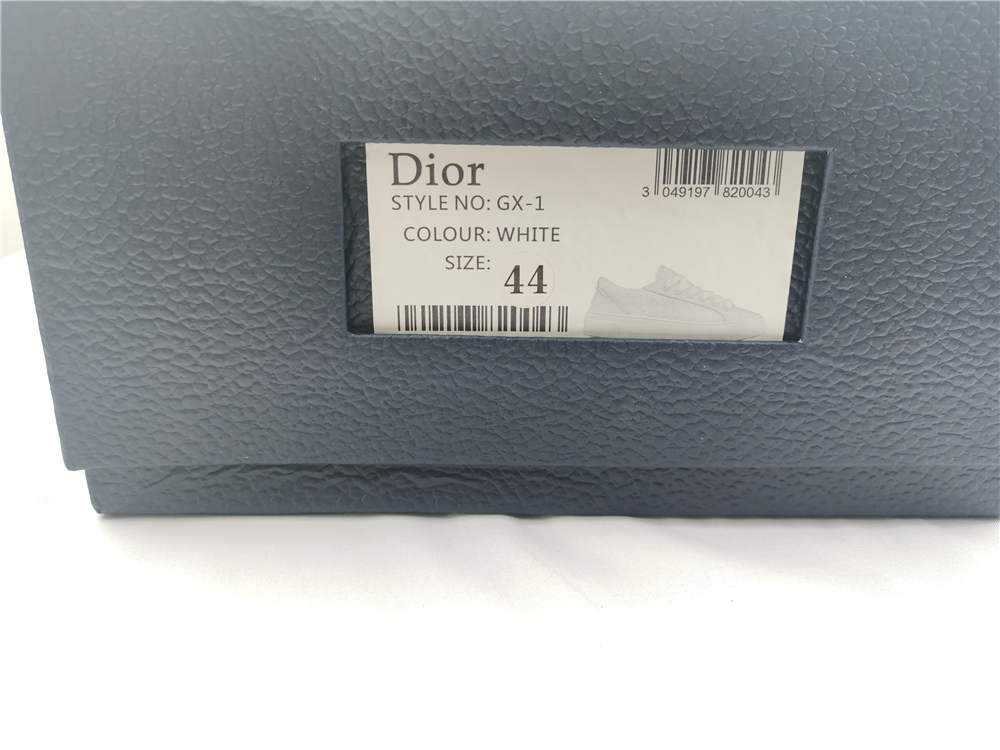 Dior
3 049197 820043
STYLE NO: GX-1
COLOUR: WHITE
SIZE: 44